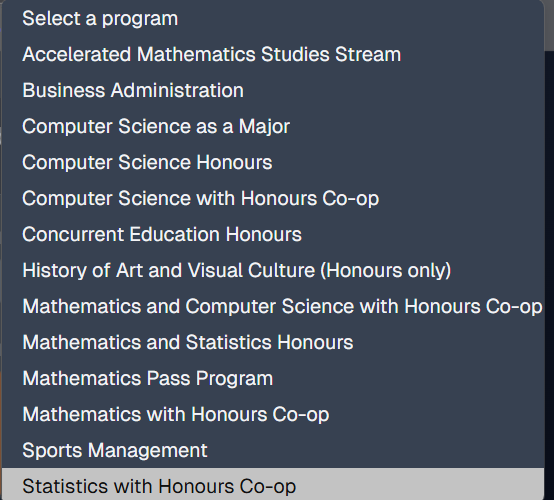 Select a program
Accelerated Mathematics Studies Stream
Business Administration
Computer Science as a Major
Computer Science Honours
Computer Science with Honours Co-op
Concurrent Education Honours
History of Art and Visual Culture (Honours only)
Mathematics and Computer Science with Honours Co-op
Mathematics and Statistics Honours
Mathematics Pass Program
Mathematics with Honours Co-op
Sports Management
Statistics with Honours Co-op